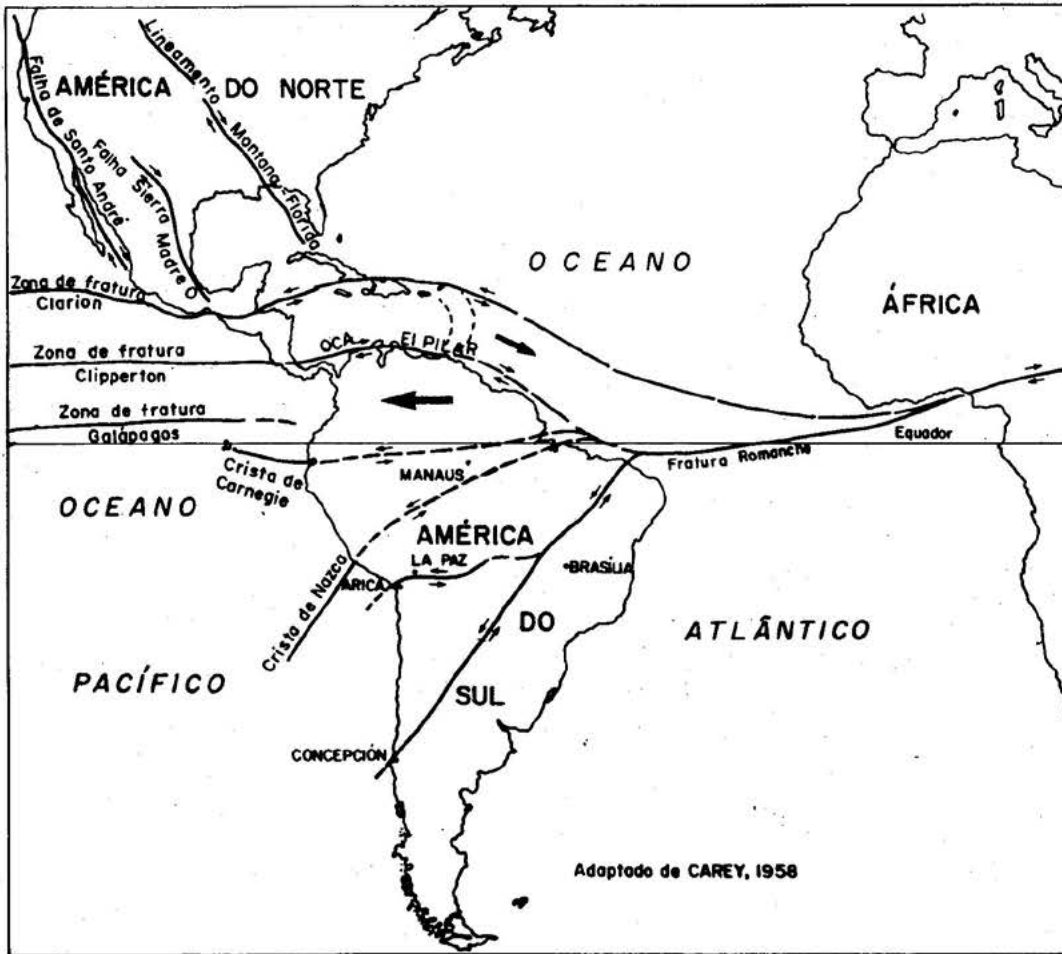 AMÉRICA DO NORTE
Falha de Santo André
Lineamento Montana-Florida
Falha Sierra Madre O
Zona de fratura
Clarion
OCEANO
ÁFRICA
Zona de fratura
Clipperton
OCA
El PILAR
Zona de fratura
Galápagos
Equador
Fratura Romanche
Crista de
Carnegie
MANAUS
OCEANO
AMÉRICA
LA PAZ
BRASÍLIA
ARICA
Crista de Nazca
DO
ATLÂNTICO
PACÍFICO
SUL
CONCEPCIÓN
Adaptado de CAREY, 1958